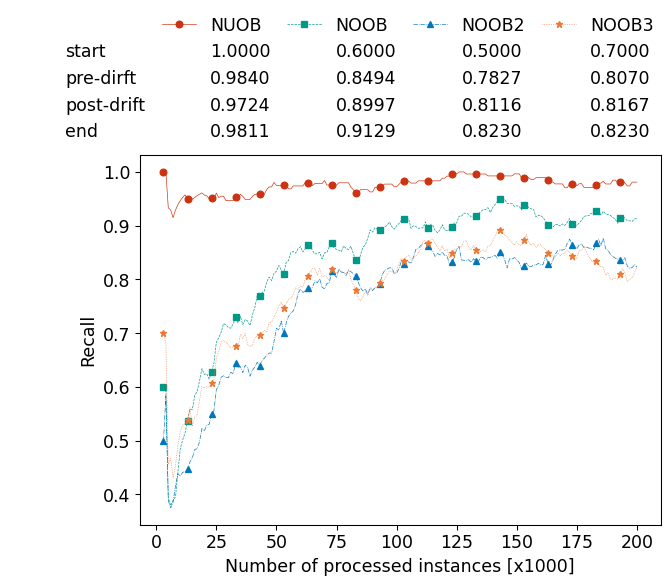 NUOB NOOB NOOB2 NOOB3
start 1.0000 0.6000 0.5000 0.7000
pre-dirft 0.9840 0.8494 0.7827 0.8070
post-drift 0.9724 0.8997 0.8116 0.8167
end 0.9811 0.9129 0.8230 0.8230
1.0
0.9
0.8
0.7
0.6
0.5
0.4
Recall
0 25 50 75 100 125 150 175 200
Number of processed instances [x1000]